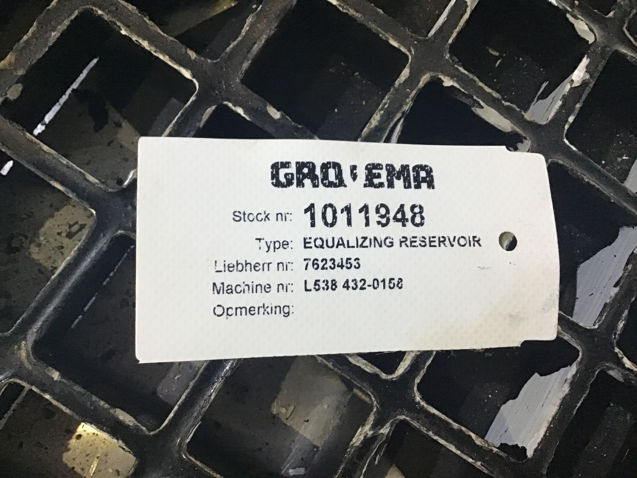 GRO'EMA
Stock nr: 1011948
Type: EQUALIZING RESERVOIR
Liebherr nr: 7623453
Machine nr: L538 432-0158
Opmerking: